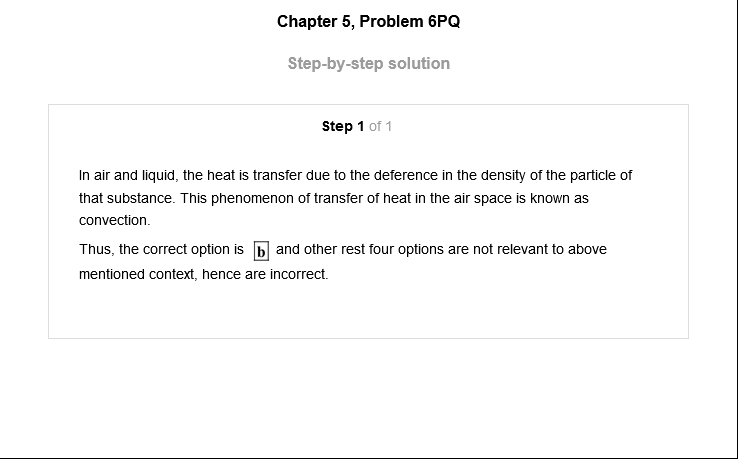 Chapter 5, Problem 6PQ
Step-by-step solution
Step 1 of 1
In air and liquid, the heat is transfer due to the deference in the density of the particle of
that substance. This phenomenon of transfer of heat in the air space is known as
convection.
Thus, the correct option is b and other rest four options are not relevant to above
mentioned context, hence are incorrect.